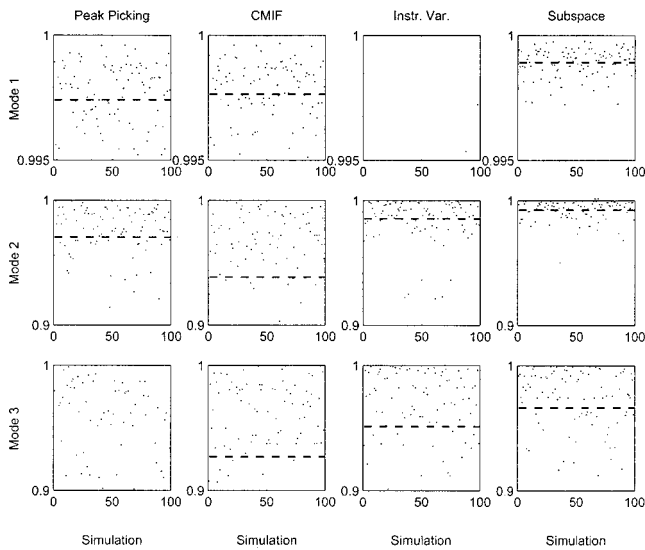 Peak Picking CMIF Instr. Var. Subspace
Mode 1
1 1 1 1
0.995 0.995 0.995 0.995
0 50 100 0 50 100 0 50 100 0 50 100
Mode 2
1 1 1 1
0.9 0.9 0.9 0.9
0 50 100 0 50 100 0 50 100 0 50 100
Mode 3
1 1 1 1
0.9 0.9 0.9 0.9
0 50 100 0 50 100 0 50 100 0 50 100
Simulation Simulation Simulation Simulation